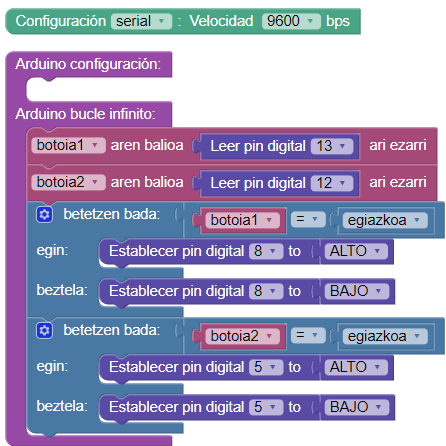 Configuración serial : Velocidad 9600 bps
Arduino configuración:
Arduino bucle infinito:
botoia1 aren balioa Leer pin digital 13 ari ezarri
botoia2 aren balioa Leer pin digital 12 ari ezarri
betetzen bada: botoia1 = egiazkoa
egin: Establecer pin digital 8 to ALTO
beztela: Establecer pin digital 8 to BAJO
betetzen bada: botoia2 = egiazkoa
egin: Establecer pin digital 5 to ALTO
beztela: Establecer pin digital 5 to BAJO